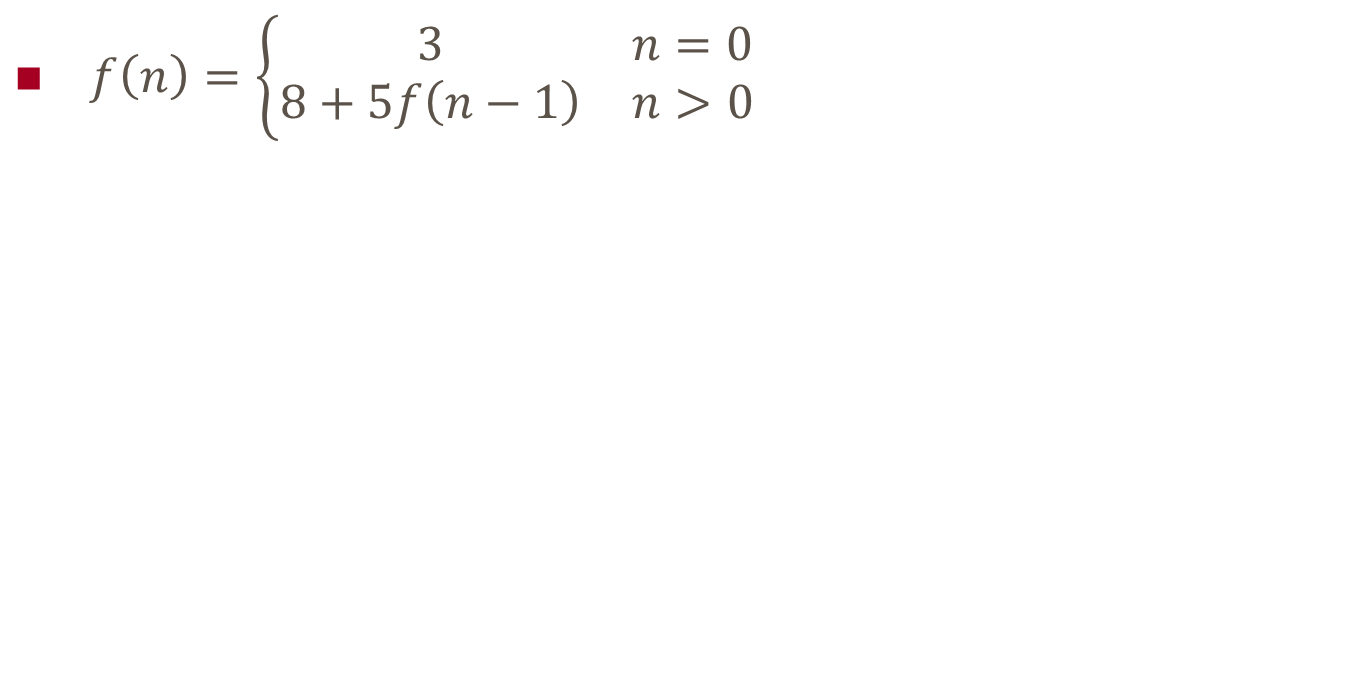 ▪ f(n) = { 3 n = 0
8 + 5f(n − 1) n > 0